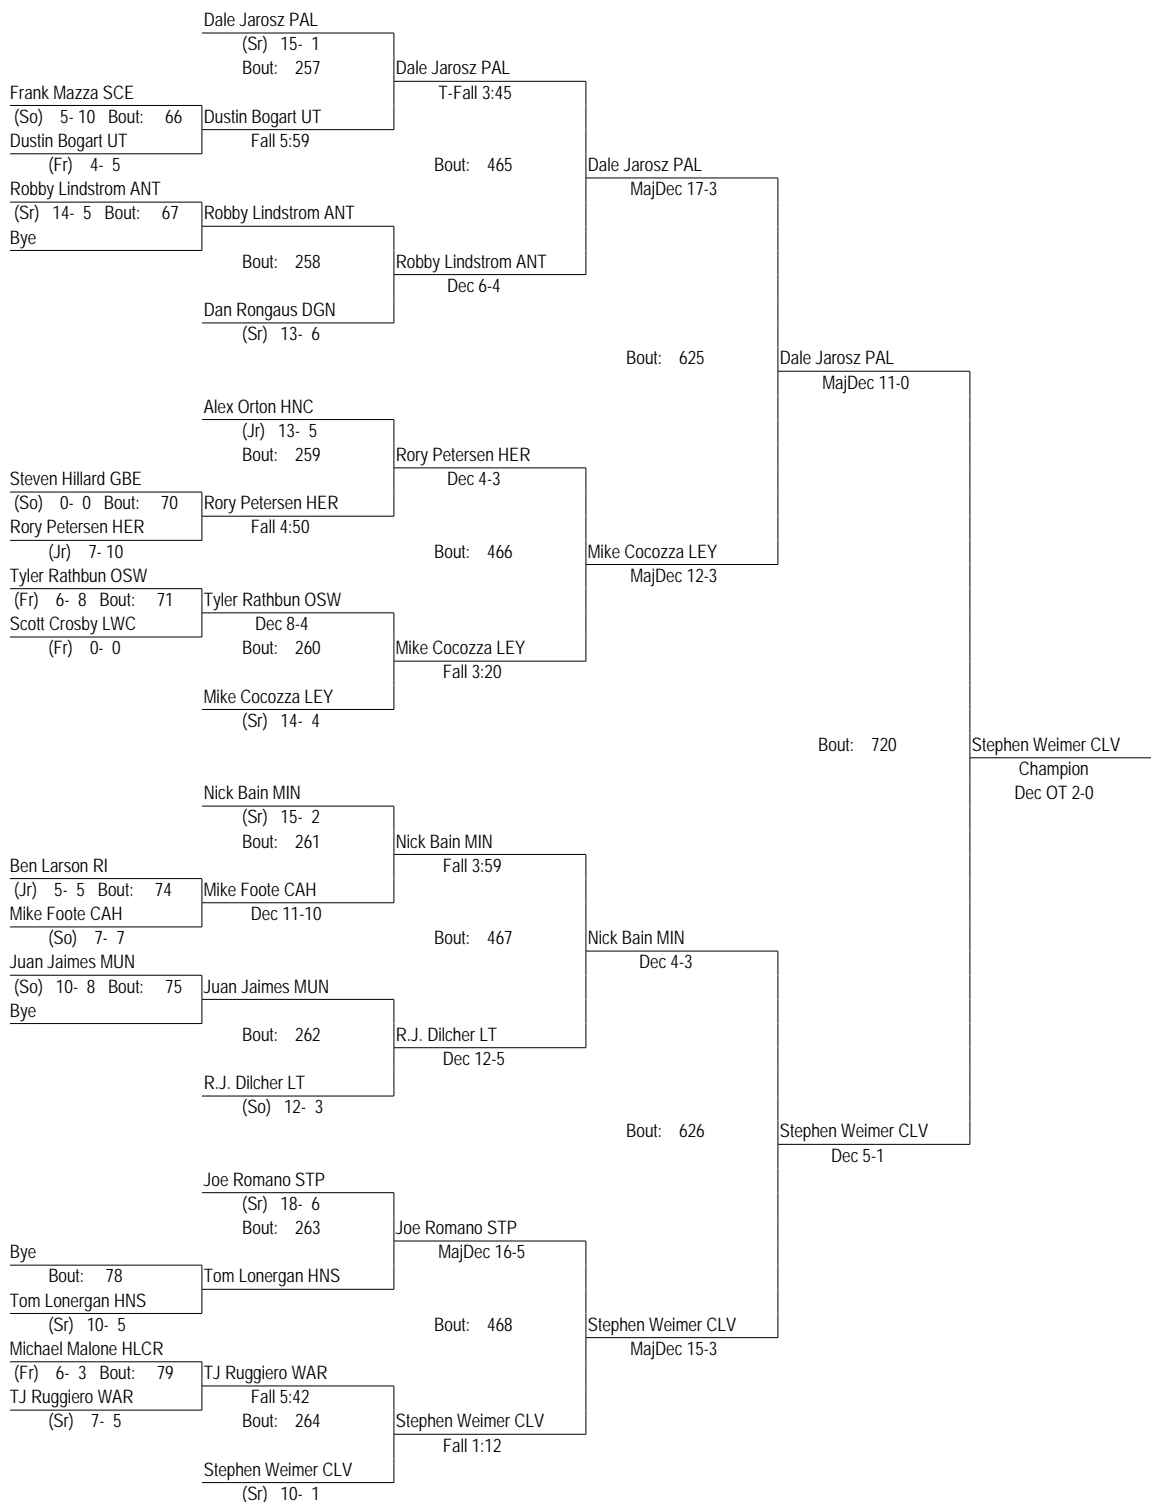 Dale Jarosz PAL
(Sr) 15- 1
Bout: 257
Dale Jarosz PAL
T-Fall 3:45
Frank Mazza SCE
(So) 5- 10 Bout: 66
Dustin Bogart UT
Dustin Bogart UT
Fall 5:59
(Fr) 4- 5
Bout: 465
Dale Jarosz PAL
MajDec 17-3
Robby Lindstrom ANT
(Sr) 14- 5 Bout: 67
Robby Lindstrom ANT
Bye
Bout: 258
Robby Lindstrom ANT
Dec 6-4
Dan Rongaus DGN
(Sr) 13- 6
Bout: 625
Dale Jarosz PAL
MajDec 11-0
Alex Orton HNC
(Jr) 13- 5
Bout: 259
Rory Petersen HER
Dec 4-3
Steven Hillard GBE
(So) 0- 0 Bout: 70
Rory Petersen HER
Rory Petersen HER
Fall 4:50
(Jr) 7- 10
Bout: 466
Mike Cocozza LEY
MajDec 12-3
Tyler Rathbun OSW
(Fr) 6- 8 Bout: 71
Tyler Rathbun OSW
Scott Crosby LWC
Dec 8-4
(Fr) 0- 0
Bout: 260
Mike Cocozza LEY
Fall 3:20
Mike Cocozza LEY
(Sr) 14- 4
Bout: 720
Stephen Weimer CLV
Champion
Dec OT 2-0
Nick Bain MIN
(Sr) 15- 2
Bout: 261
Nick Bain MIN
Fall 3:59
Ben Larson RI
(Jr) 5- 5 Bout: 74
Mike Foote CAH
Mike Foote CAH
Dec 11-10
(So) 7- 7
Bout: 467
Nick Bain MIN
Dec 4-3
Juan Jaimes MUN
(So) 10- 8 Bout: 75
Juan Jaimes MUN
Bye
Bout: 262
R.J. Dilcher LT
Dec 12-5
R.J. Dilcher LT
(So) 12- 3
Bout: 626
Stephen Weimer CLV
Dec 5-1
Joe Romano STP
(Sr) 18- 6
Bout: 263
Joe Romano STP
MajDec 16-5
Bye
Bout: 78
Tom Lonergan HNS
Tom Lonergan HNS
(Sr) 10- 5
Bout: 468
Stephen Weimer CLV
MajDec 15-3
Michael Malone HLCR
(Fr) 6- 3 Bout: 79
TJ Ruggiero WAR
TJ Ruggiero WAR
Fall 5:42
(Sr) 7- 5
Bout: 264
Stephen Weimer CLV
Fall 1:12
Stephen Weimer CLV
(Sr) 10- 1